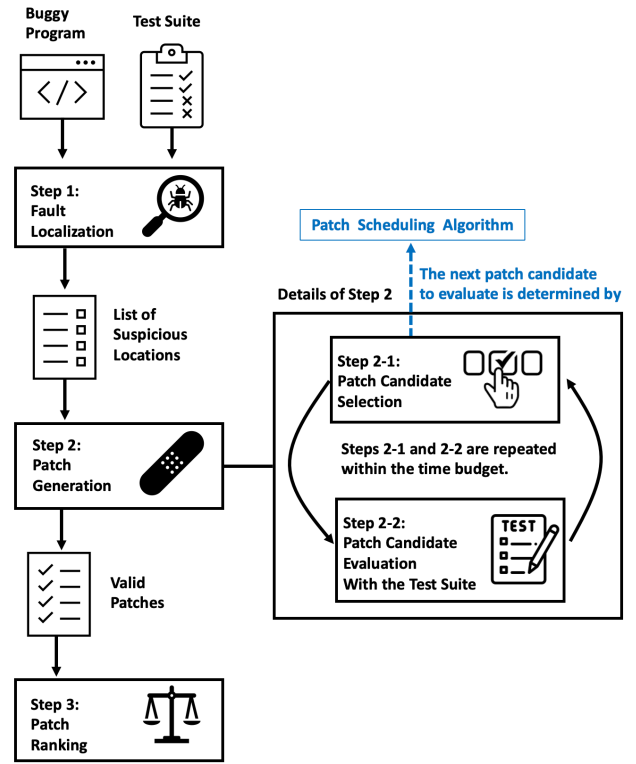 Buggy
Program
Test Suite
</>
Step 1:
Fault
Localization
List of
Suspicious
Locations
Step 2:
Patch
Generation
Valid
Patches
Step 3:
Patch
Ranking
Patch Scheduling Algorithm
The next patch candidate
to evaluate is determined by
Details of Step 2
Step 2-1:
Patch Candidate
Selection
Steps 2-1 and 2-2 are repeated
within the time budget.
Step 2-2:
Patch Candidate
Evaluation
With the Test Suite
TEST